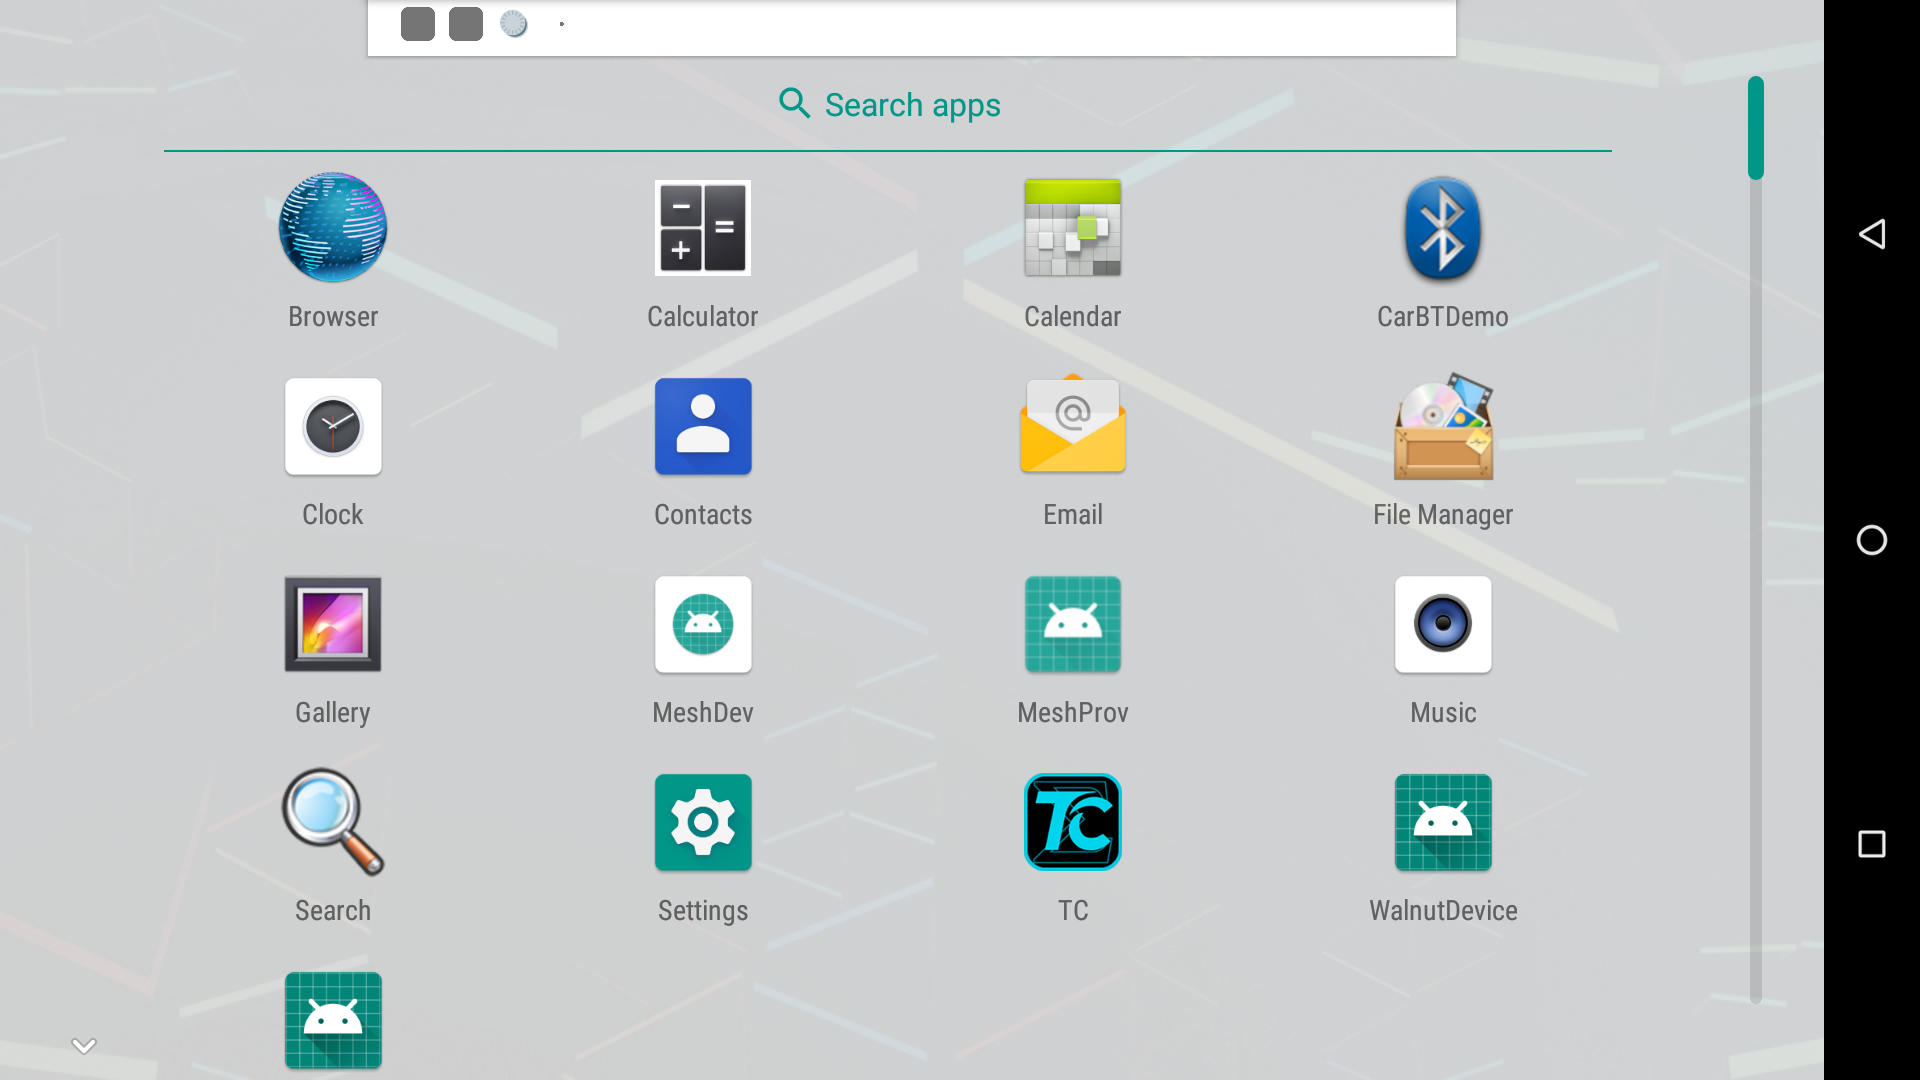 Search apps
Browser
Calculator
Calendar
CarBTDemo
Clock
Contacts
@
Email
File Manager
Gallery
MeshDev
MeshProv
Music
Search
Settings
TC
TC
WalnutDevice